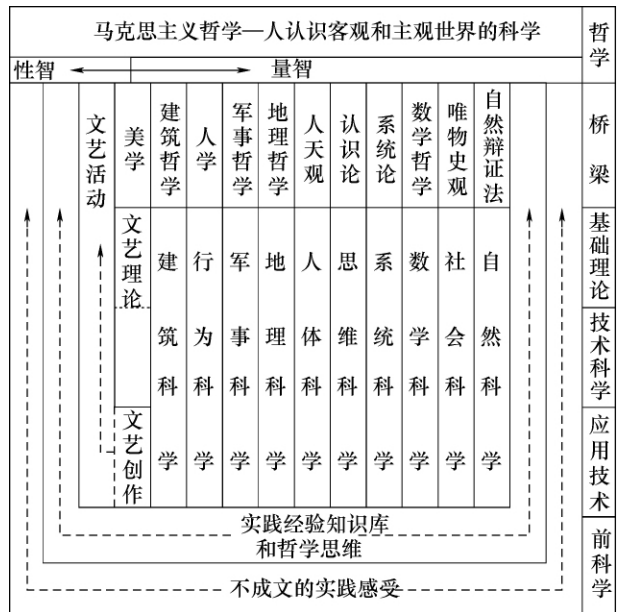 马克思主义哲学—人认识客观和主观世界的科学
哲学
性智
量智
文艺活动
美学
建筑哲学
人学
军事哲学
地理哲学
人天观
认识论
系统论
数学哲学
唯物史观
自然辩证法
桥梁
文艺理论
文艺创作
建筑科学
行为科学
军事科学
地理科学
人体科学
思维科学
系统科学
数学科学
社会科学
自然科学
基础理论
技术科学
应用技术
实践经验知识库
和哲学思维
不成文的实践感受
前科学